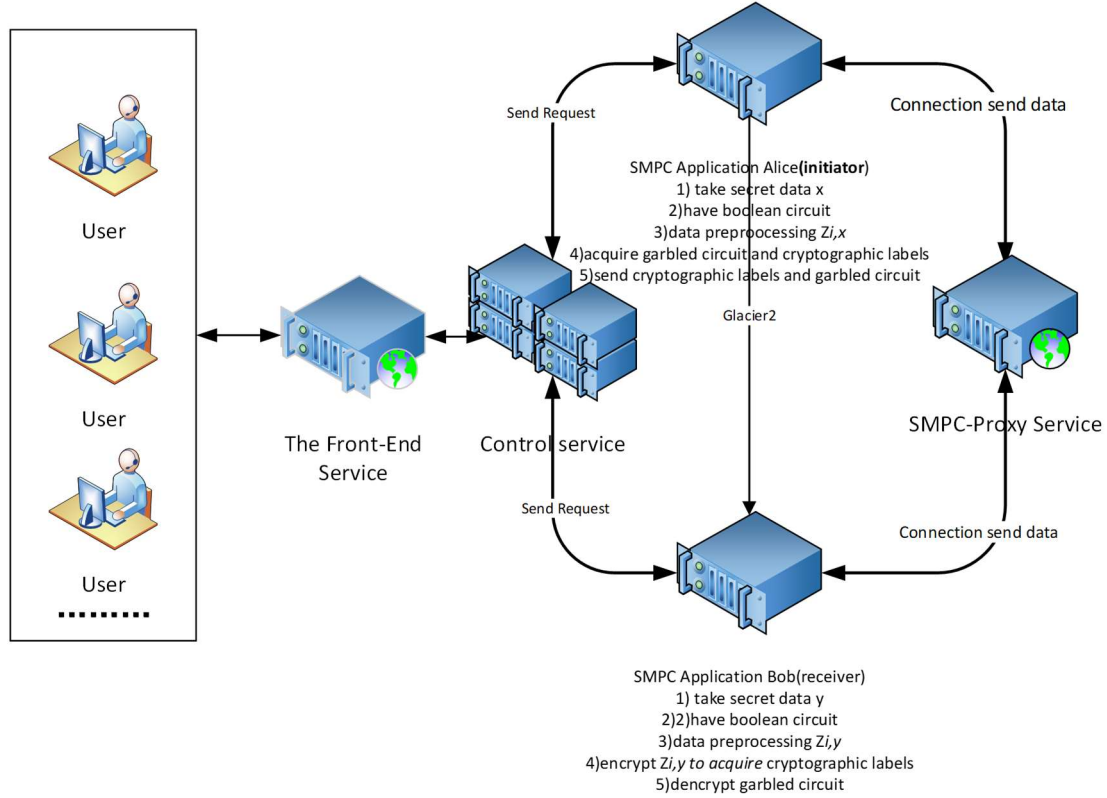 User
User
User
The Front-End
Service
Control service
Send Request
Send Request
SMPC Application Alice(initiator)
1) take secret data x
2)have boolean circuit
3)data preproocessing Zi,x
4)acquire garbled circuit and cryptographic labels
5)send cryptographic labels and garbled circuit
Glacier2
Connection send data
SMPC-Proxy Service
Connection send data
SMPC Application Bob(receiver)
1) take secret data y
2)2)have boolean circuit
3)data preprocessing Zi,y
4)encrypt Zi,y to acquire cryptographic labels
5)dencrypt garbled circuit